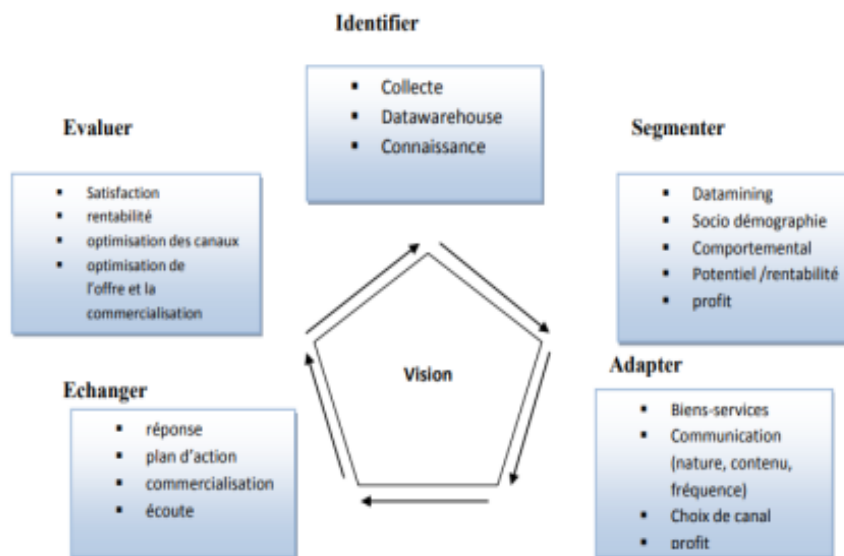 Identifier
Collecte
Datawarehouse
Connaissance
Segmenter
Datamining
Socio démographie
Comportemental
Potentiel /rentabilité
profit
Adapter
Biens-services
Communication
(nature, contenu,
fréquence)
Choix de canal
profit
Echanger
réponse
plan d'action
commercialisation
écoute
Evaluer
Satisfaction
rentabilité
optimisation des canaux
optimisation de
l'offre et la
commercialisation
Vision